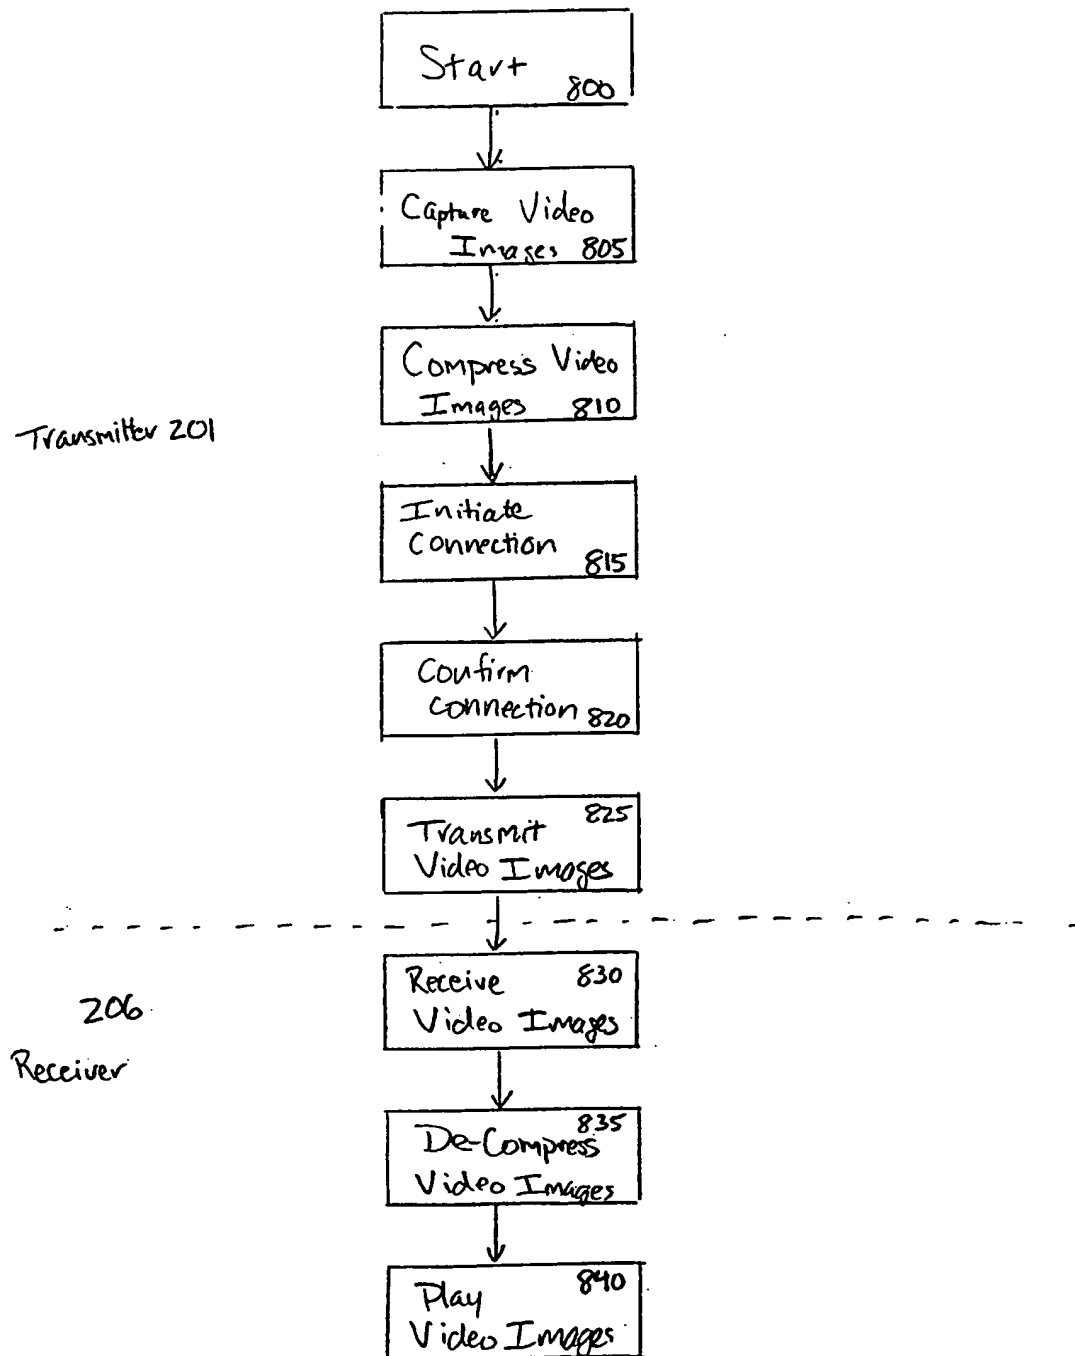 Start
800
Capture Video
Images 805
Compress Video
Images 810
Transmitter 201
Initiate
Connection
815
Confirm
Connection 820
825
Transmit
Video Images
Receive 830
Video Images
206
Receiver
835
De-Compress
Video Images
840
Play
Video Images